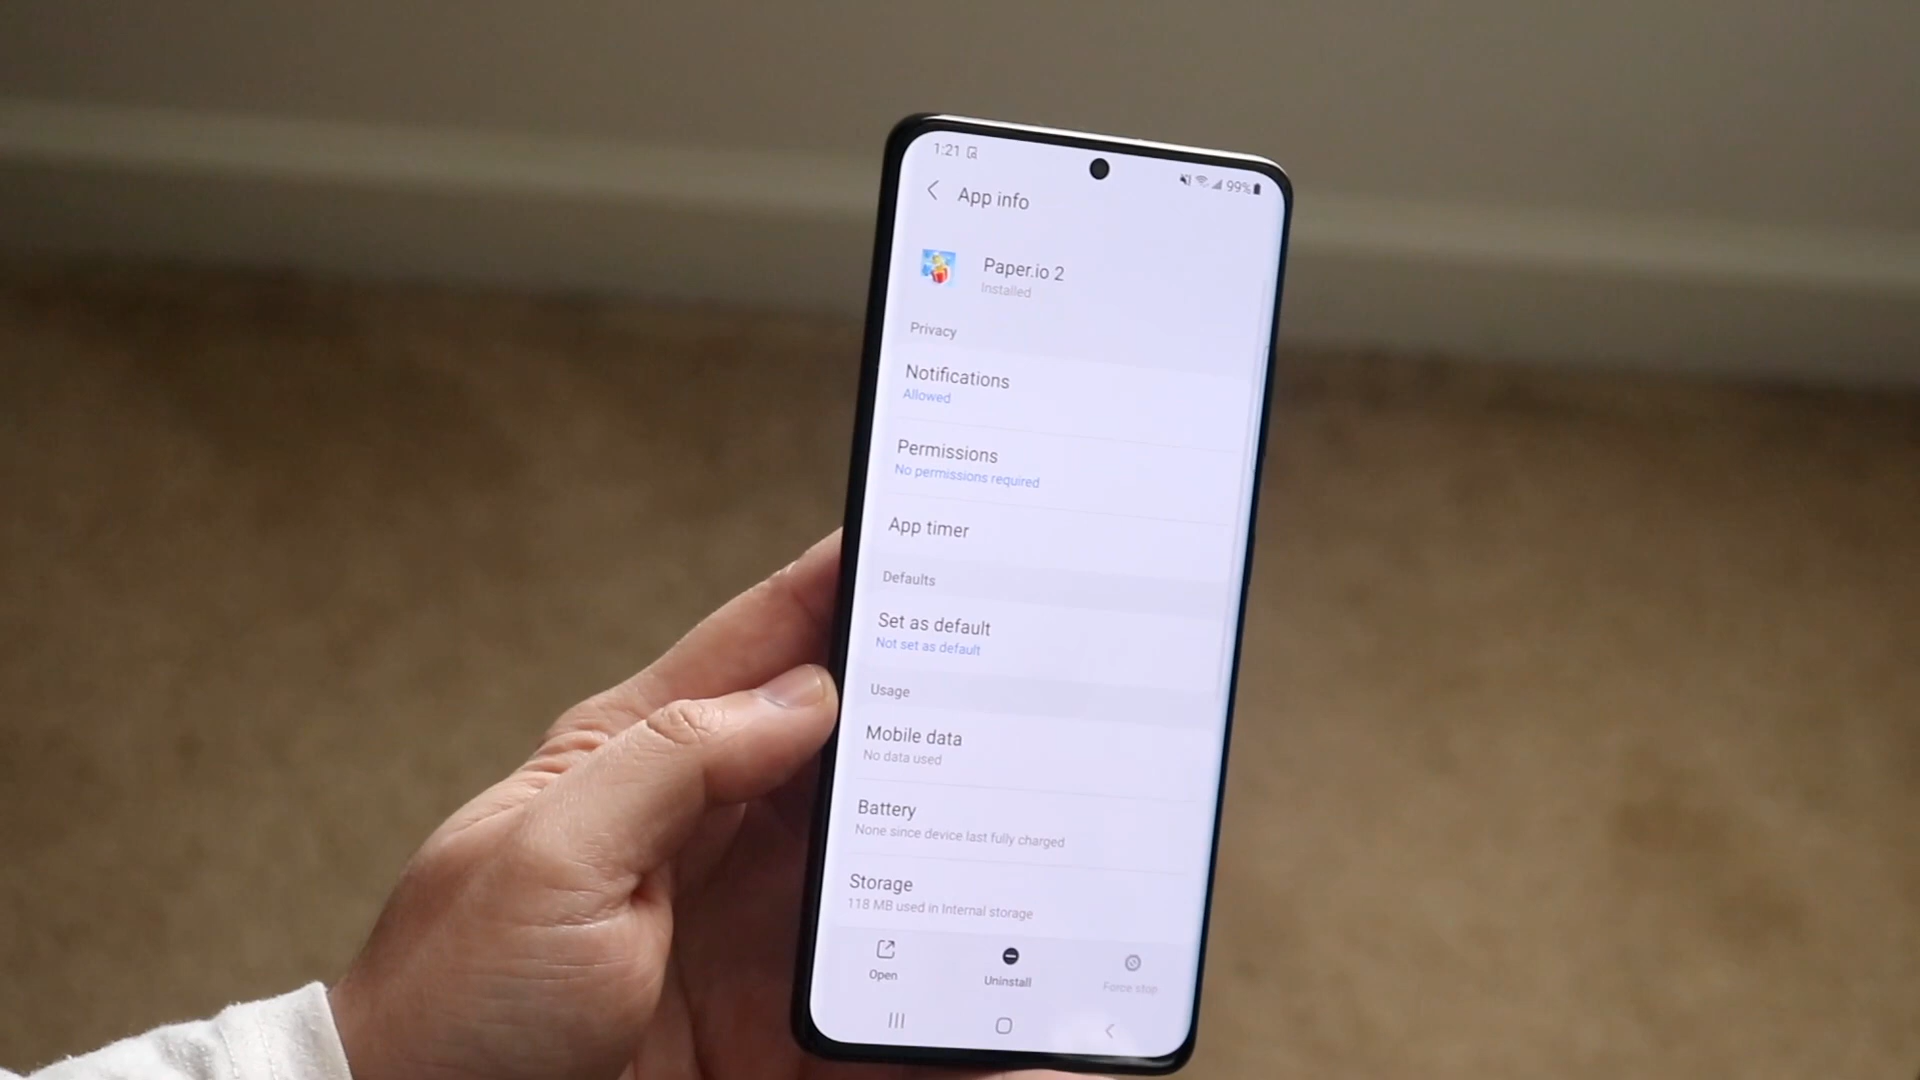 1:21
99%
App info
Paper.io 2
Installed
Privacy
Notifications
Allowed
Permissions
No permissions required
App timer
Defaults
Set as default
Not set as default
Usage
Mobile data
No data used
Battery
None since device last fully charged
Storage
118 MB used in Internal storage
Open
Uninstall
Force stop